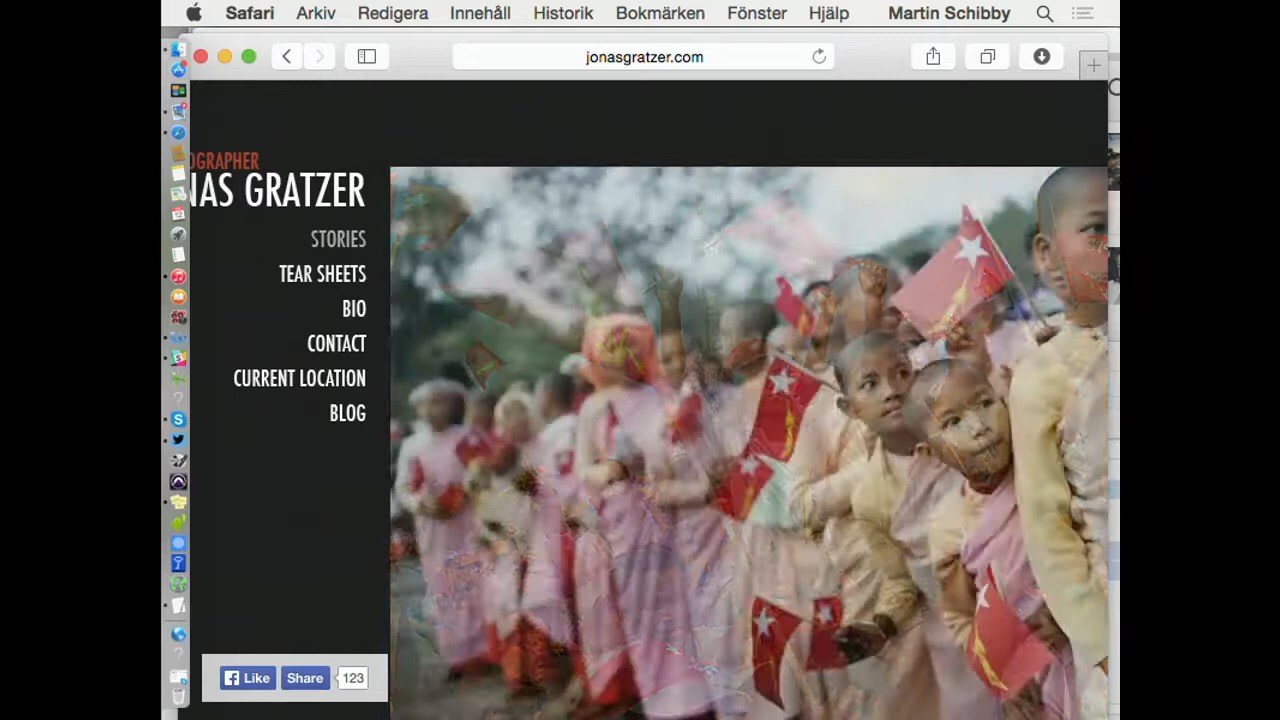 Safari Arkiv Redigera Innehåll Historik Bokmärken Fönster Hjälp Martin Schibby
jonasgratzer.com
OGRAPHER
NAS GRATZER
STORIES
TEAR SHEETS
BIO
CONTACT
CURRENT LOCATION
BLOG
Like Share 123